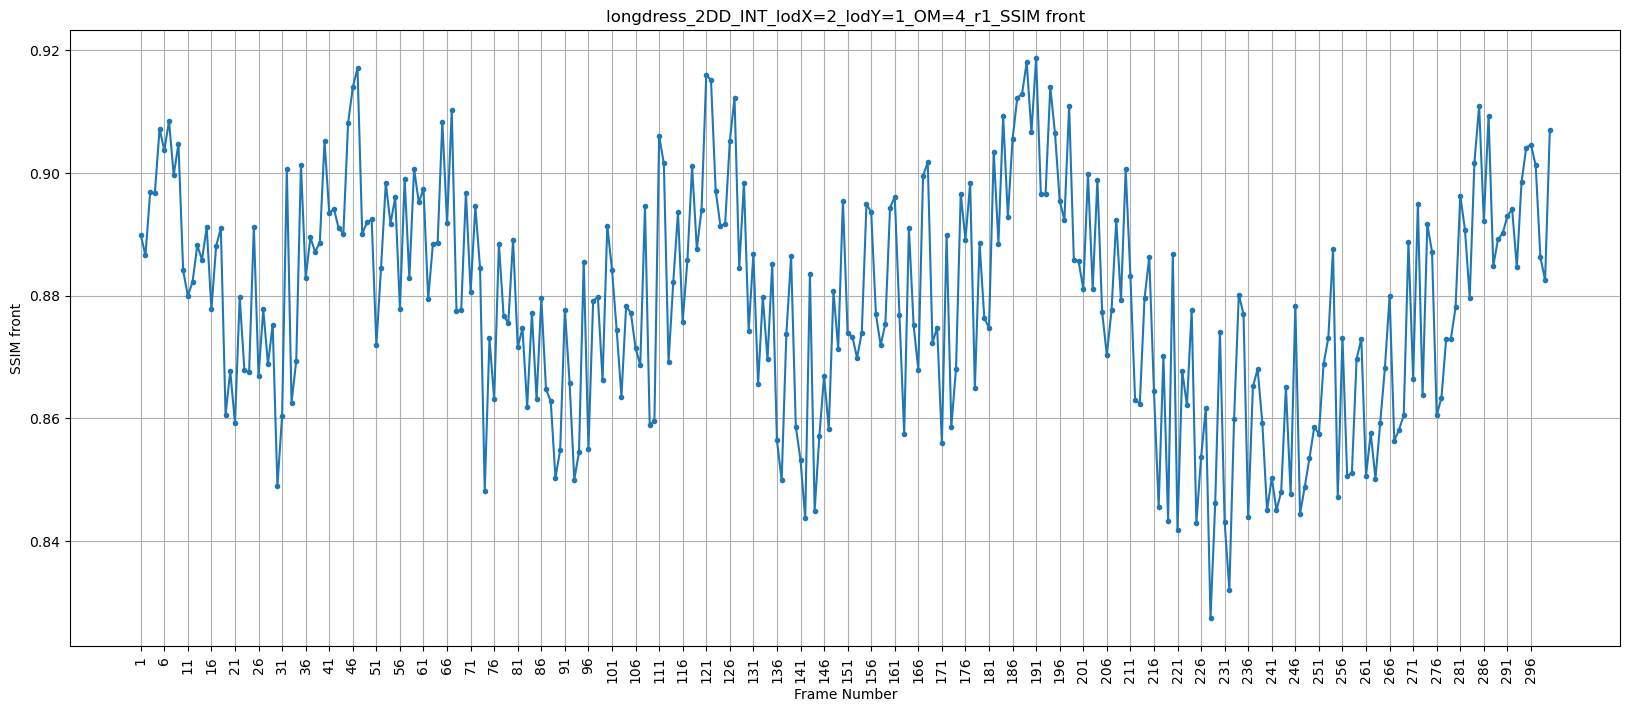 longdress_2DD_INT_lodX=2_lodY=1_OM=4_r1_SSIM front
0.92
0.90
0.88
0.86
0.84
SSIM front
1 6 11 16 21 26 31 36 41 46 51 56 61 66 71 76 81 86 91 96 101 106 111 116 121 126 131 136 141 146 151 156 161 166 171 176 181 186 191 196 201 206 211 216 221 226 231 236 241 246 251 256 261 266 271 276 281 286 291 296
Frame Number